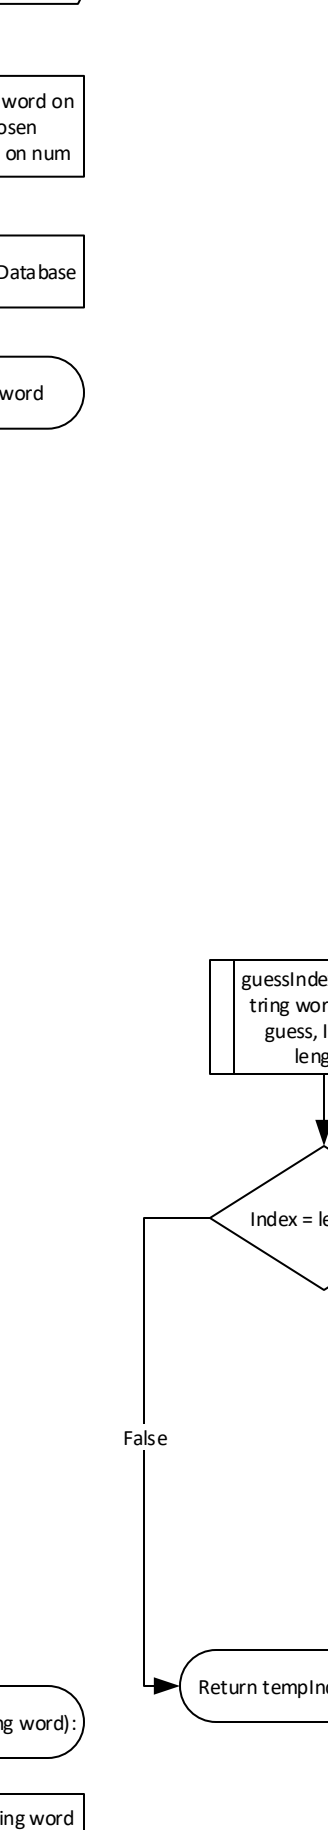 word on
osen
on num
Database
word
guessInde
tring wor
guess, I
leng
Index = le
False
Return tempInd
ng word):
ing word